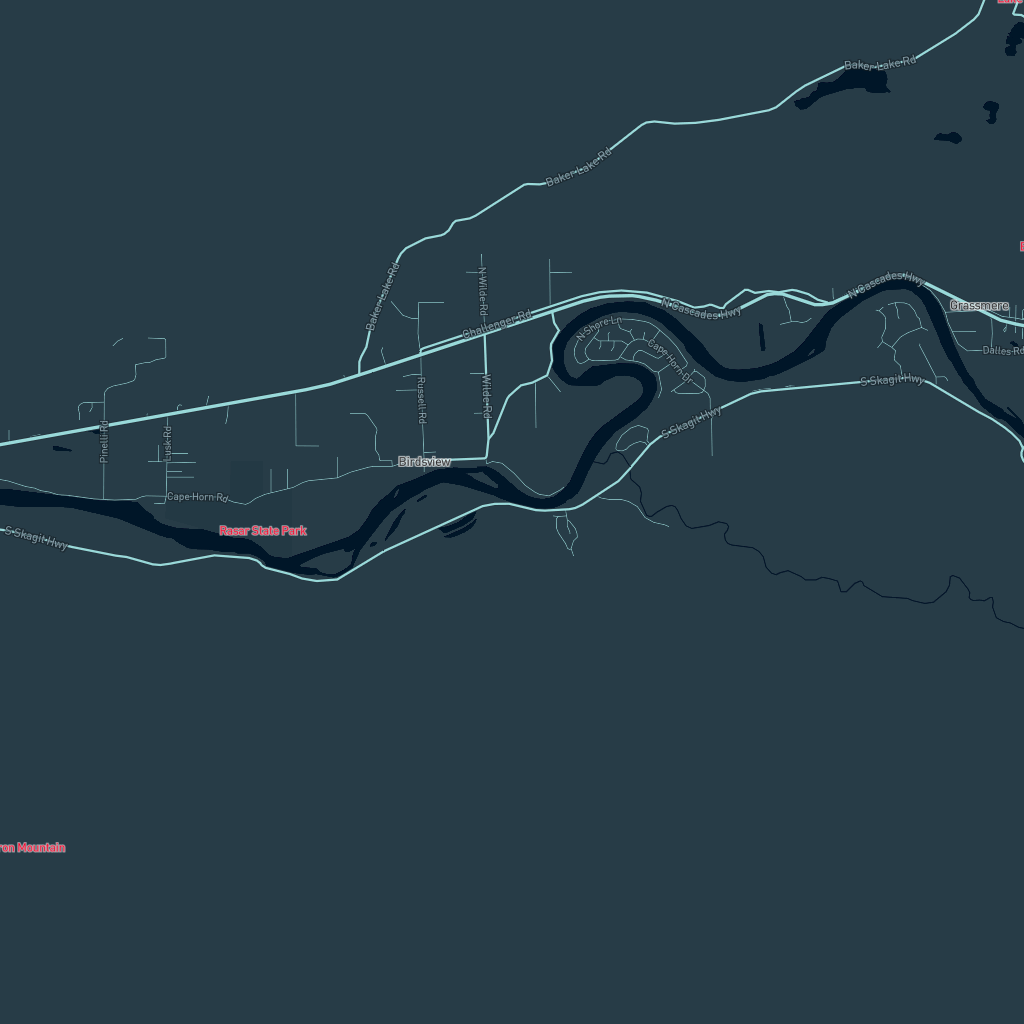 Baker Lake Rd
Baker Lake Rd
Baker Lake Rd
N Wilde Rd
N Cascades Hwy
Grassmere
N Cascades Hwy
Challenger Rd
N Shore Ln
Cape Horn Dr
Dalles Rd
S Skagit Hwy
Russell Rd
Wilde Rd
S Skagit Hwy
Pinelli Rd
Lusk Rd
Birdsview
Cape Horn Rd
Rasar State Park
S Skagit Hwy
ron Mountain